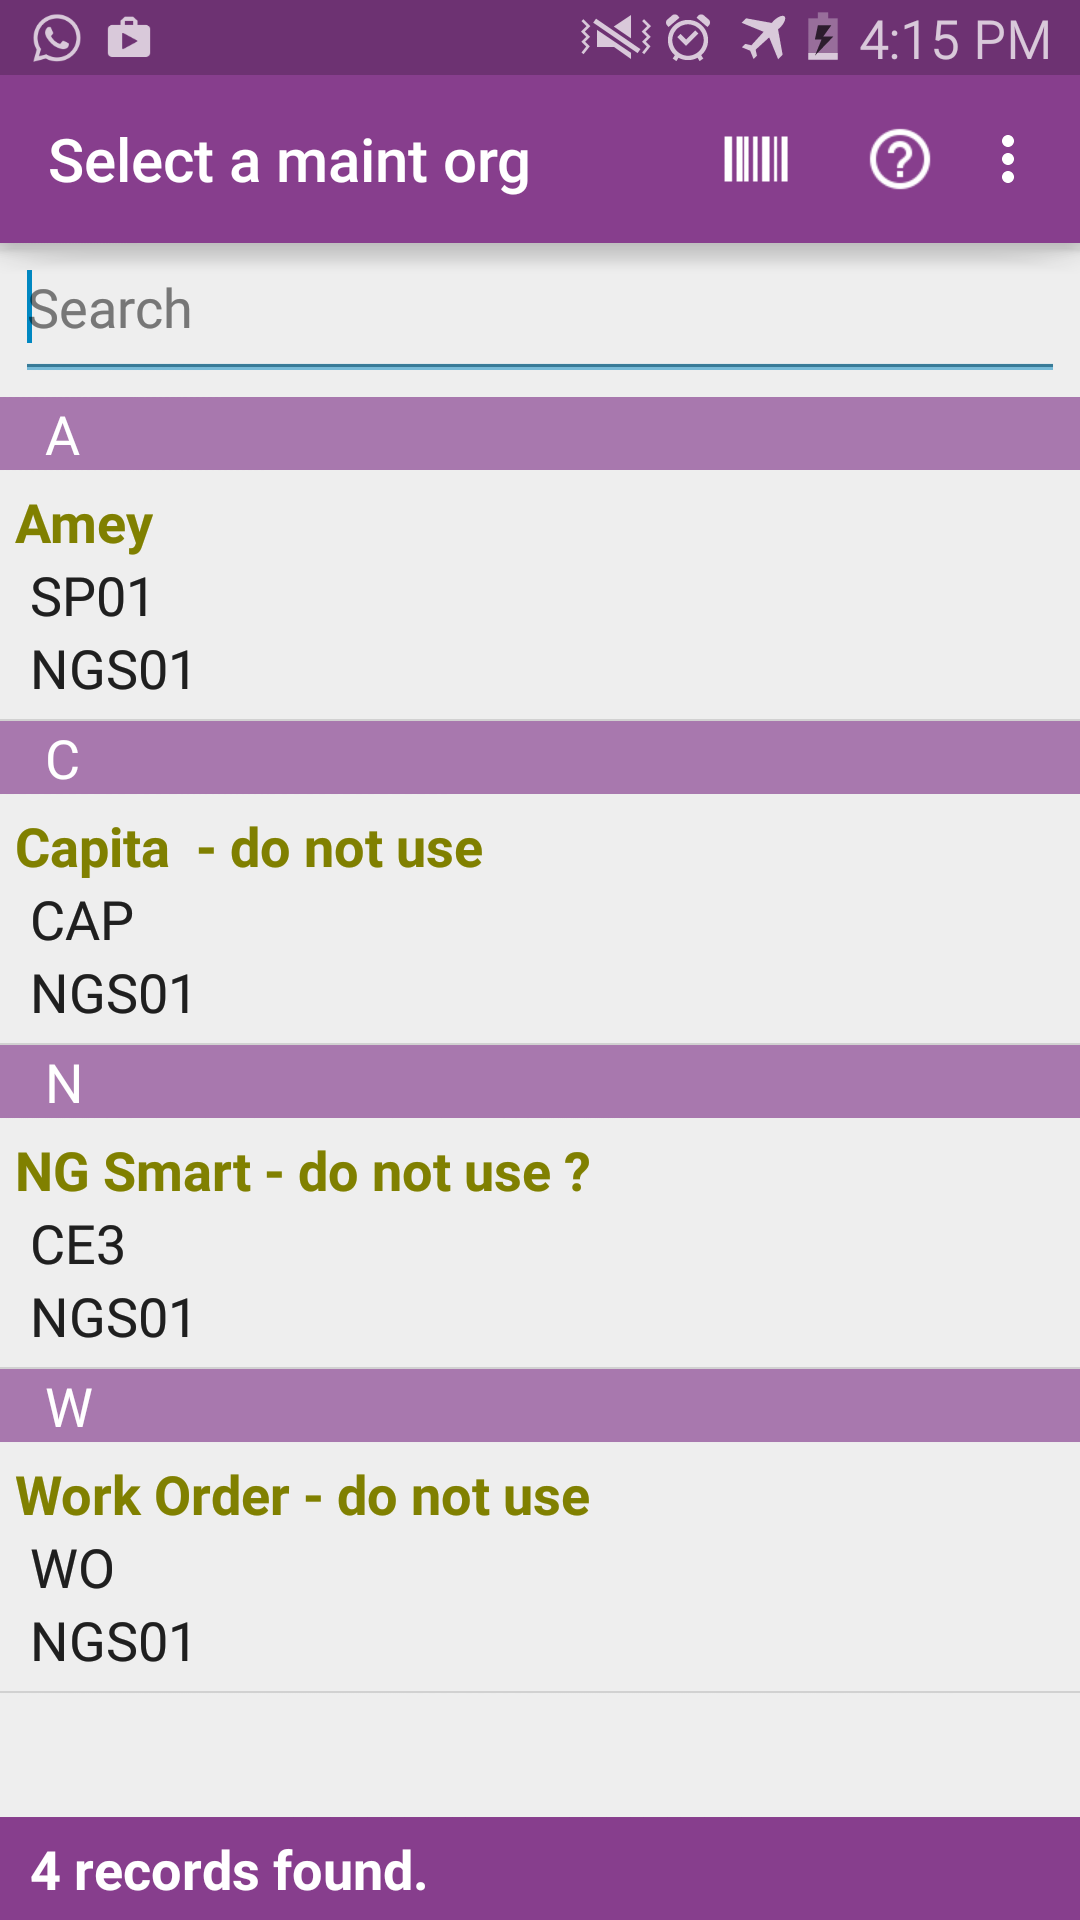 4:15 PM
Select a maint org
Search
A
Amey
SP01
NGS01
C
Capita  - do not use
CAP
NGS01
N
NG Smart - do not use ?
CE3
NGS01
W
Work Order - do not use
WO
NGS01
4 records found.